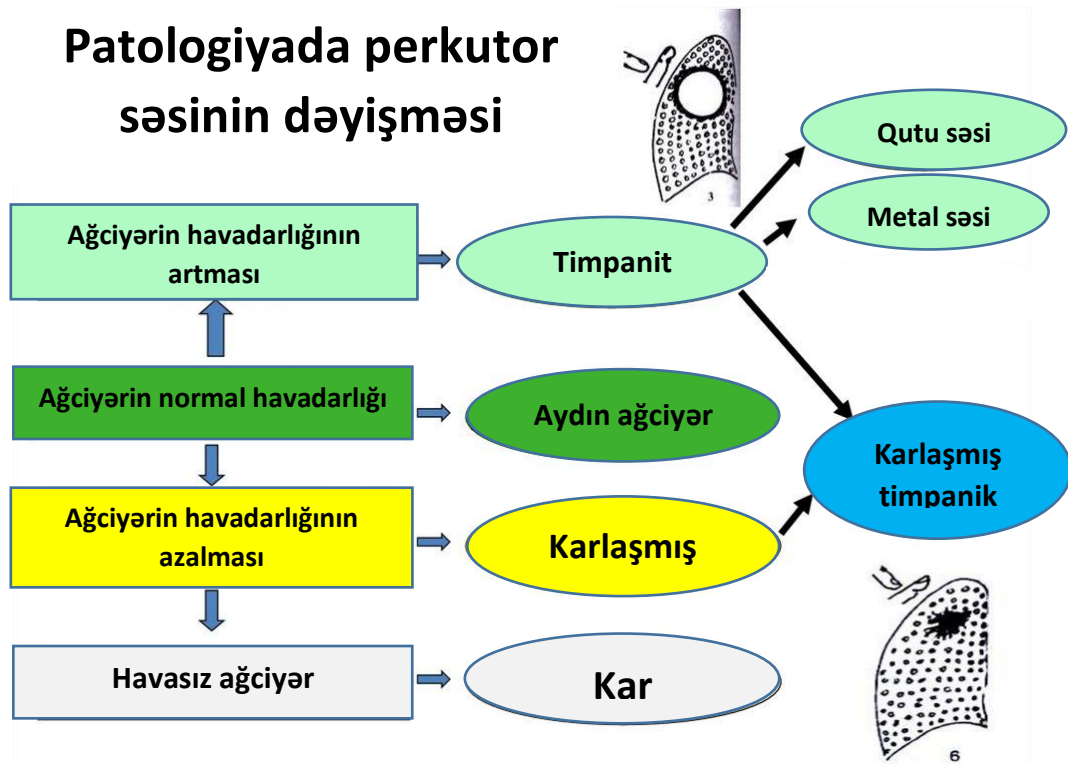 Patologiyada perkutor
səsinin dəyişməsi
3
Qutu səsi
Metal səsi
Ağciyərin havadarlığının
artması
Timpanit
Ağciyərin normal havadarlığı
Aydın ağciyər
Karlaşmış
timpanik
Ağciyərin havadarlığının
azalması
Karlaşmış
Havasız ağciyər
Kar
6